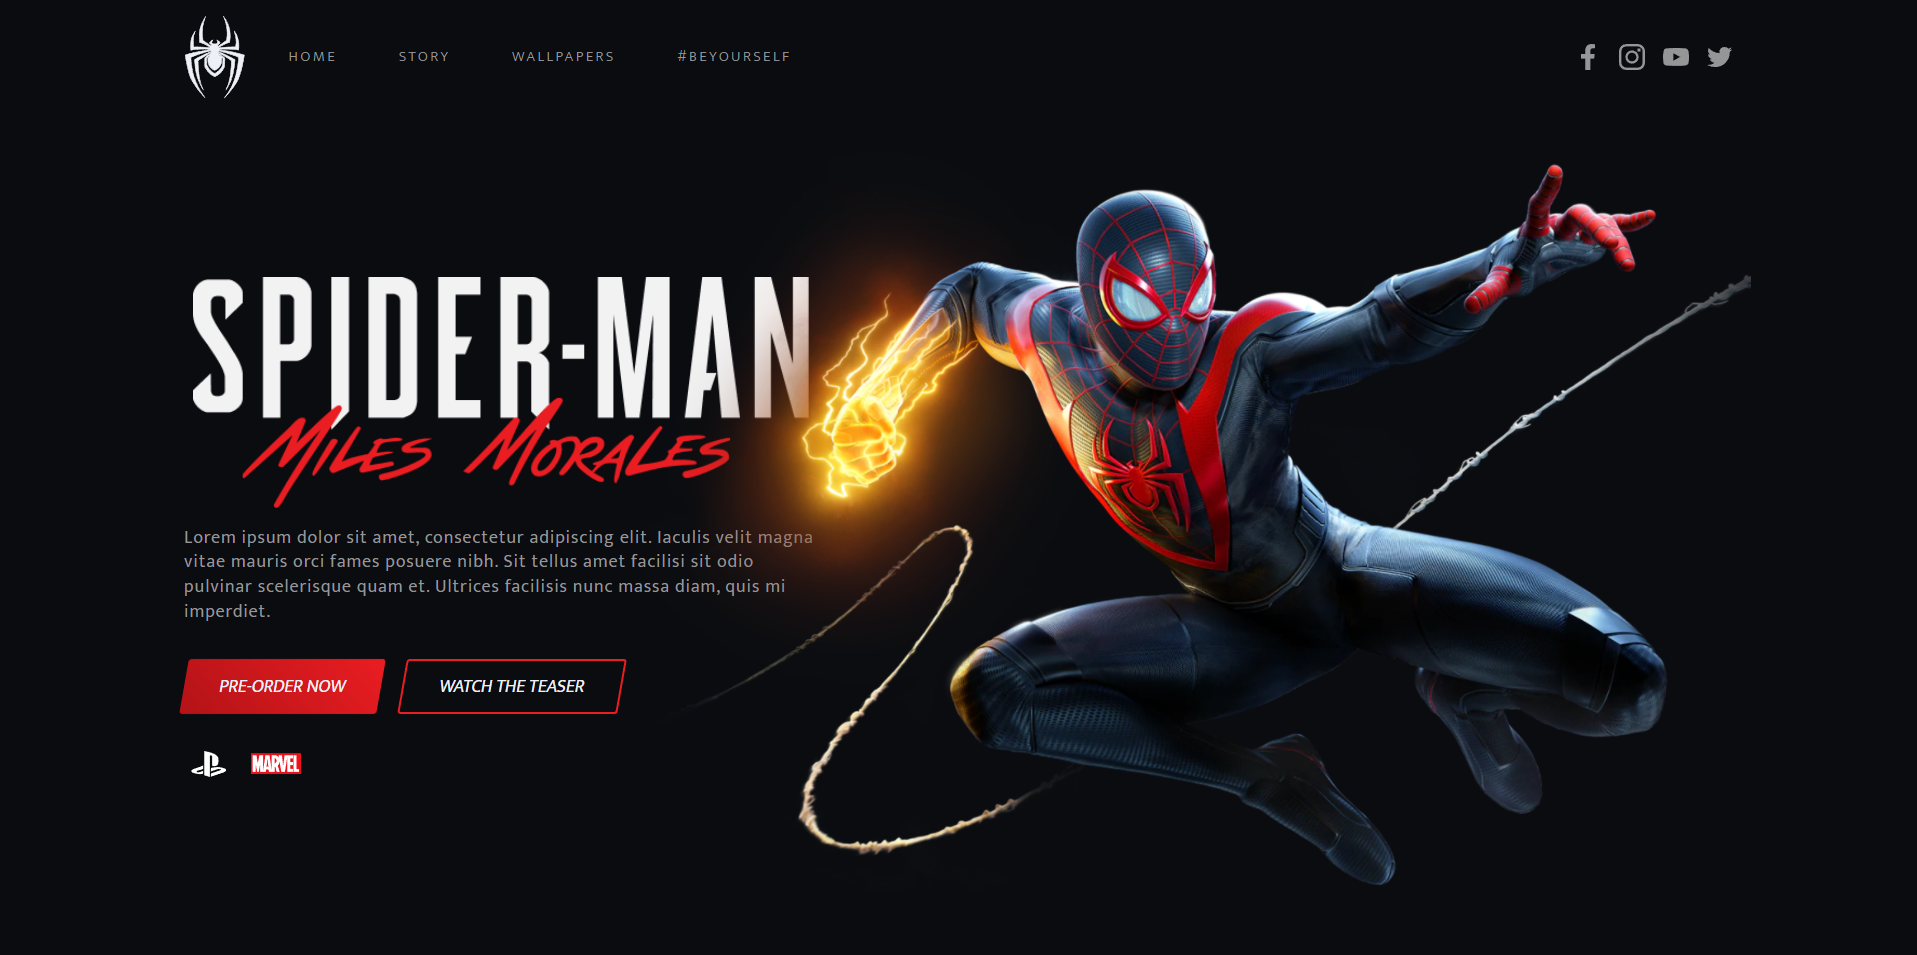 HOME
STORY
WALLPAPERS
#BEYOURSELF
SPIDER-MAN
MILES MORALES
Lorem ipsum dolor sit amet, consectetur adipiscing elit. Iaculis velit magna
vitae mauris orci fames posuere nibh. Sit tellus amet facilisi sit odio
pulvinar scelerisque quam et. Ultrices facilisis nunc massa diam, quis mi
imperdiet.
PRE-ORDER NOW
WATCH THE TEASER
MARVEL